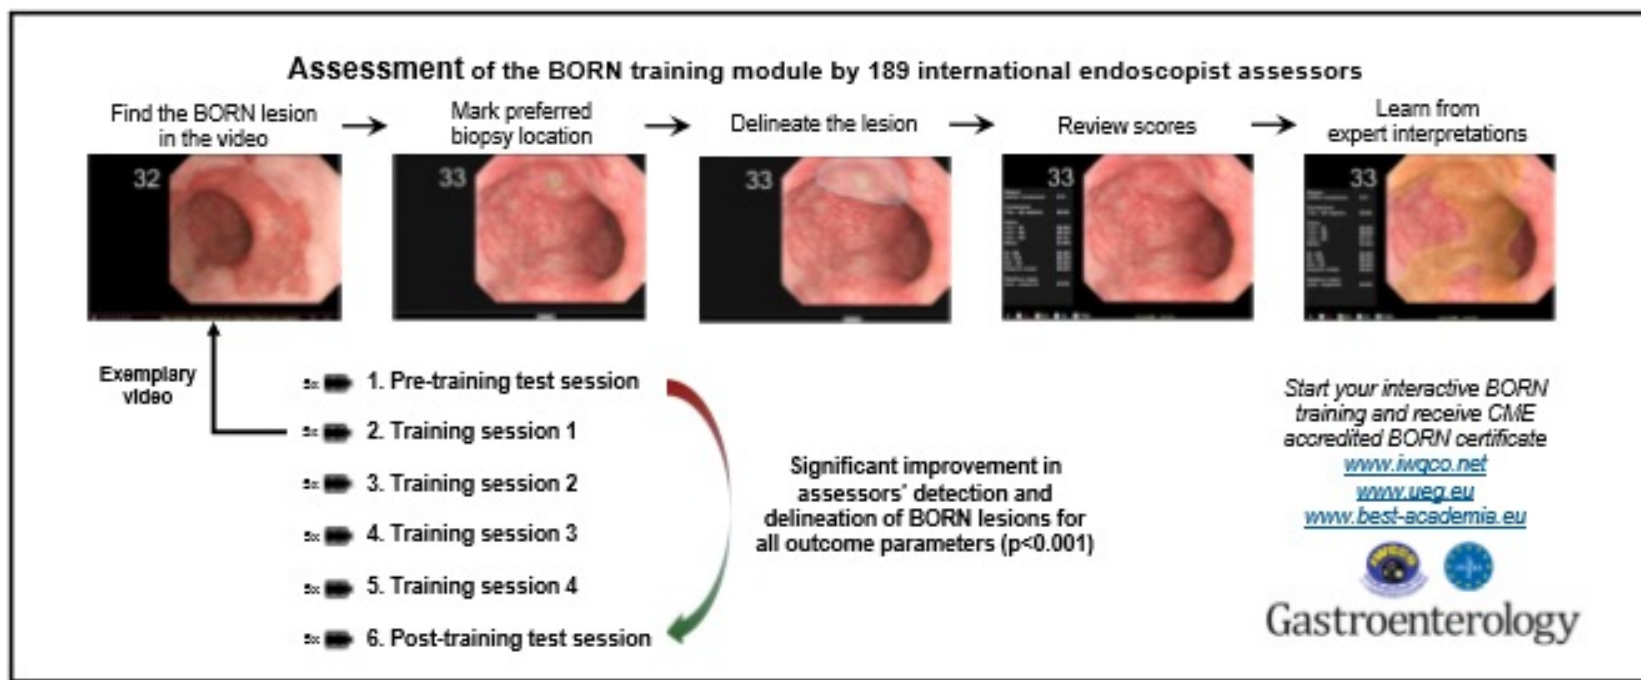 Assessment of the BORN training module by 189 international endoscopist assessors
Find the BORN lesion
in the video
Mark preferred
biopsy location
Delineate the lesion
Review scores
Learn from
expert interpretations
32
33
33
33
33
Exemplary
video
5x 1. Pre-training test session
5x 2. Training session 1
5x 3. Training session 2
5x 4. Training session 3
5x 5. Training session 4
5x 6. Post-training test session
Significant improvement in
assessors' detection and
delineation of BORN lesions for
all outcome parameters (p<0.001)
Start your interactive BORN
training and receive CME
accredited BORN certificate
www.iwqco.net
www.ueg.eu
www.best-academia.eu
IWGCO
Gastroenterology